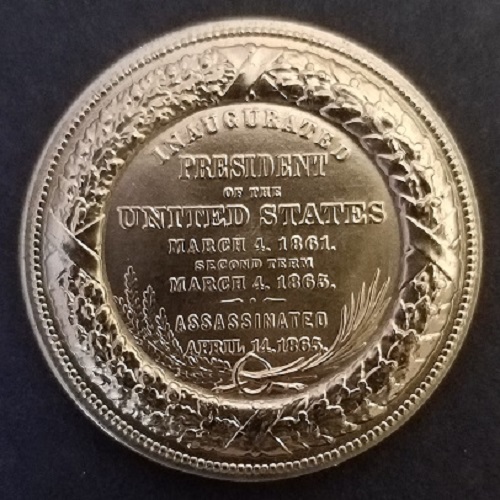 INAUGURATED
PRESIDENT
OF THE
UNITED STATES
MARCH 4. 1861.
SECOND TERM
MARCH 4. 1865.
ASSASSINATED
APRIL 14. 1865.